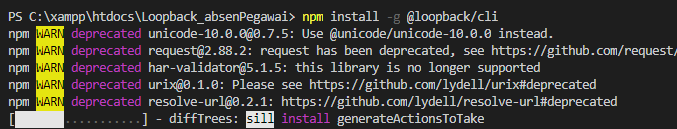 PS C:\xampp\htdocs\Loopback_absenPegawai> npm install -g @loopback/cli
npm WARN deprecated unicode-10.0.0@0.7.5: Use @unicode/unicode-10.0.0 instead.
npm WARN deprecated request@2.88.2: request has been deprecated, see https://github.com/request/
npm WARN deprecated har-validator@5.1.5: this library is no longer supported
npm WARN deprecated urix@0.1.0: Please see https://github.com/lydell/urix#deprecated
npm WARN deprecated resolve-url@0.2.1: https://github.com/lydell/resolve-url#deprecated
[      ...........] - diffTrees: sill install generateActionsToTake